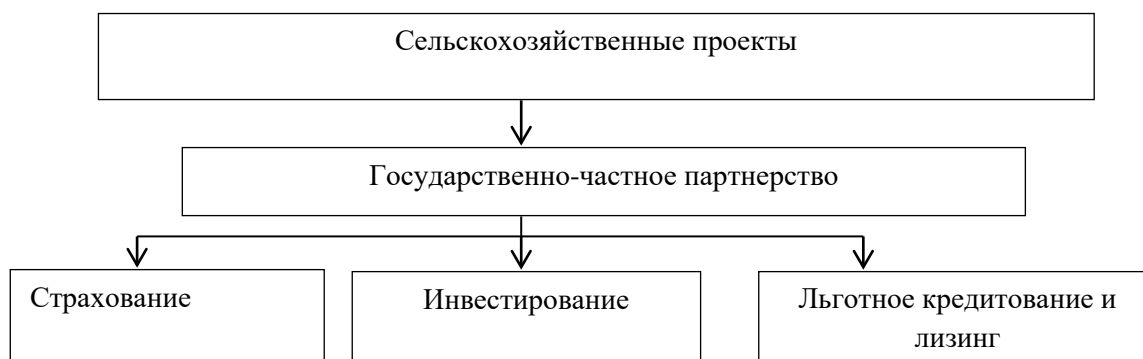 Сельскохозяйственные проекты
Государственно-частное партнерство
Страхование
Инвестирование
Льготное кредитование и
лизинг